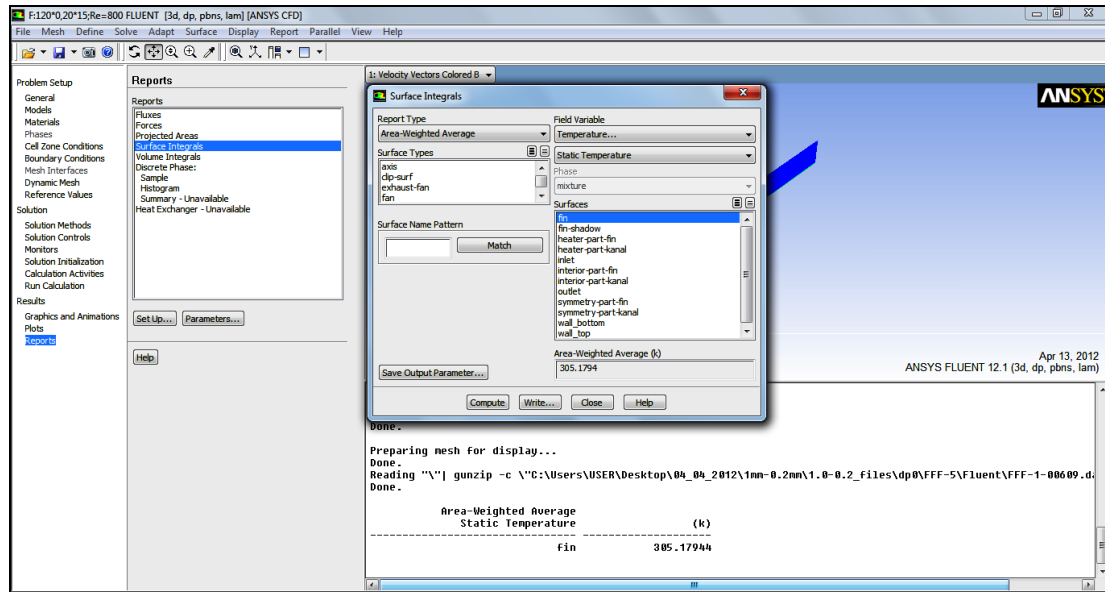 F:120*0,20*15;Re=800 FLUENT [3d, dp, pbns, lam] [ANSYS CFD]
File Mesh Define Solve Adapt Surface Display Report Parallel View Help
Problem Setup
General
Models
Materials
Phases
Cell Zone Conditions
Boundary Conditions
Mesh Interfaces
Dynamic Mesh
Reference Values
Solution
Solution Methods
Solution Controls
Monitors
Solution Initialization
Calculation Activities
Run Calculation
Results
Graphics and Animations
Plots
Reports
Reports
Reports
Fluxes
Forces
Projected Areas
Surface Integrals
Volume Integrals
Discrete Phase:
Sample
Histogram
Summary - Unavailable
Heat Exchanger - Unavailable
Set Up... Parameters...
Help
1: Velocity Vectors Colored B
Surface Integrals
Report Type
Area-Weighted Average
Surface Types
axis
clip-surf
exhaust-fan
fan
Surface Name Pattern
Match
Save Output Parameter...
Field Variable
Temperature...
Static Temperature
Phase
mixture
Surfaces
fin
fin-shadow
heater-part-fin
heater-part-kanal
inlet
interior-part-fin
interior-part-kanal
outlet
symmetry-part-fin
symmetry-part-kanal
wall_bottom
wall_top
Area-Weighted Average (k)
305.1794
Compute Write... Close Help
ANSYS
Apr 13, 2012
ANSYS FLUENT 12.1 (3d, dp, pbns, lam)
Done.
Preparing mesh for display...
Done.
Reading "\"| gunzip -c \"C:\Users\USER\Desktop\04_04_2012\1mm-0.2mm\1.0-0.2_files\dp0\FFF-5\Fluent\FFF-1-00609.d
Done.
Area-Weighted Average
Static Temperature (k)
-------------------------------- --------------------
fin 305.17944